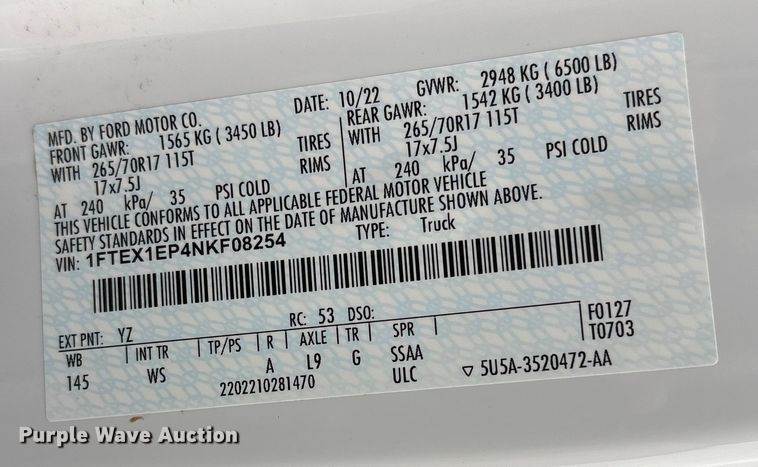 MFD. BY FORD MOTOR CO.
DATE: 10/22 GVWR: 2948 KG ( 6500 LB)
FRONT GAWR: 1565 KG ( 3450 LB) REAR GAWR: 1542 KG ( 3400 LB)
WITH 265/70R17 115T TIRES WITH 265/70R17 115T TIRES
17x7.5J RIMS 17x7.5J RIMS
AT 240 kPa/ 35 PSI COLD AT 240 kPa/ 35 PSI COLD
THIS VEHICLE CONFORMS TO ALL APPLICABLE FEDERAL MOTOR VEHICLE
SAFETY STANDARDS IN EFFECT ON THE DATE OF MANUFACTURE SHOWN ABOVE.
VIN: 1FTEX1EP4NKF08254 TYPE: Truck
EXT PNT: YZ RC: 53 DSO: F0127
WB INT TR TP/PS R AXLE TR SPR T0703
145 WS A L9 G SSAA
2202210281470 ULC ▽ 5U5A-3520472-AA
Purple Wave Auction